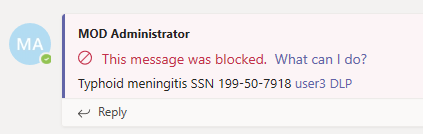 MA
MOD Administrator
This message was blocked. What can I do?
Typhoid meningitis SSN 199-50-7918 user3 DLP
Reply